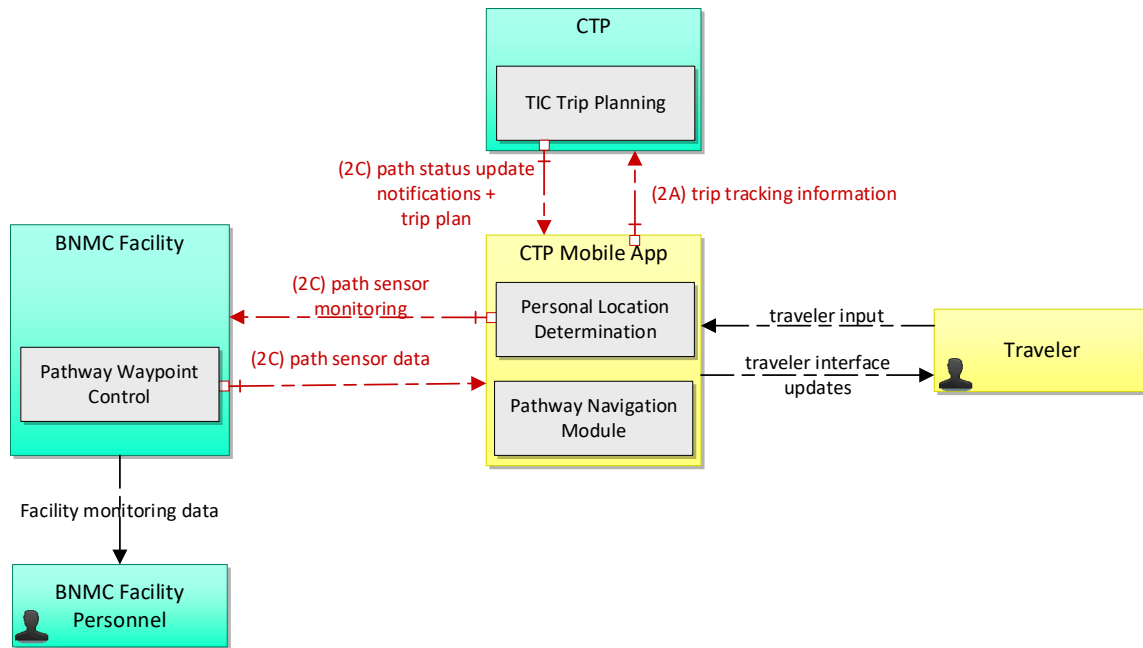 CTP
TIC Trip Planning
(2C) path status update
notifications +
trip plan
(2A) trip tracking information
BNMC Facility
CTP Mobile App
(2C) path sensor
monitoring
Personal Location
Determination
traveler input
Traveler
(2C) path sensor data
traveler interface
updates
Pathway Waypoint
Control
Pathway Navigation
Module
Facility monitoring data
BNMC Facility
Personnel